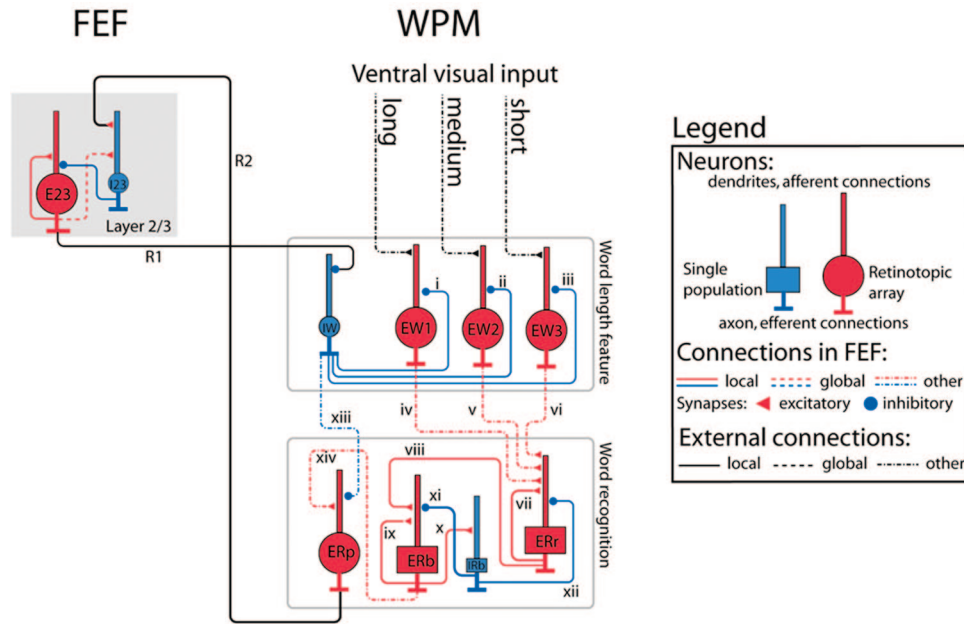 FEF
WPM
Ventral visual input
long
medium
short
E23
I23
Layer 2/3
R2
R1
Word length feature
IW
EW1
EW2
EW3
i
ii
iii
iv
v
vi
xiii
Word recognition
xiv
viii
xi
ix
x
vii
xii
ERp
ERb
IRb
ERr
Legend
Neurons:
dendrites, afferent connections
Single
population
Retinotopic
array
axon, efferent connections
Connections in FEF:
local
global
other
Synapses:
excitatory
inhibitory
External connections:
local
global
other